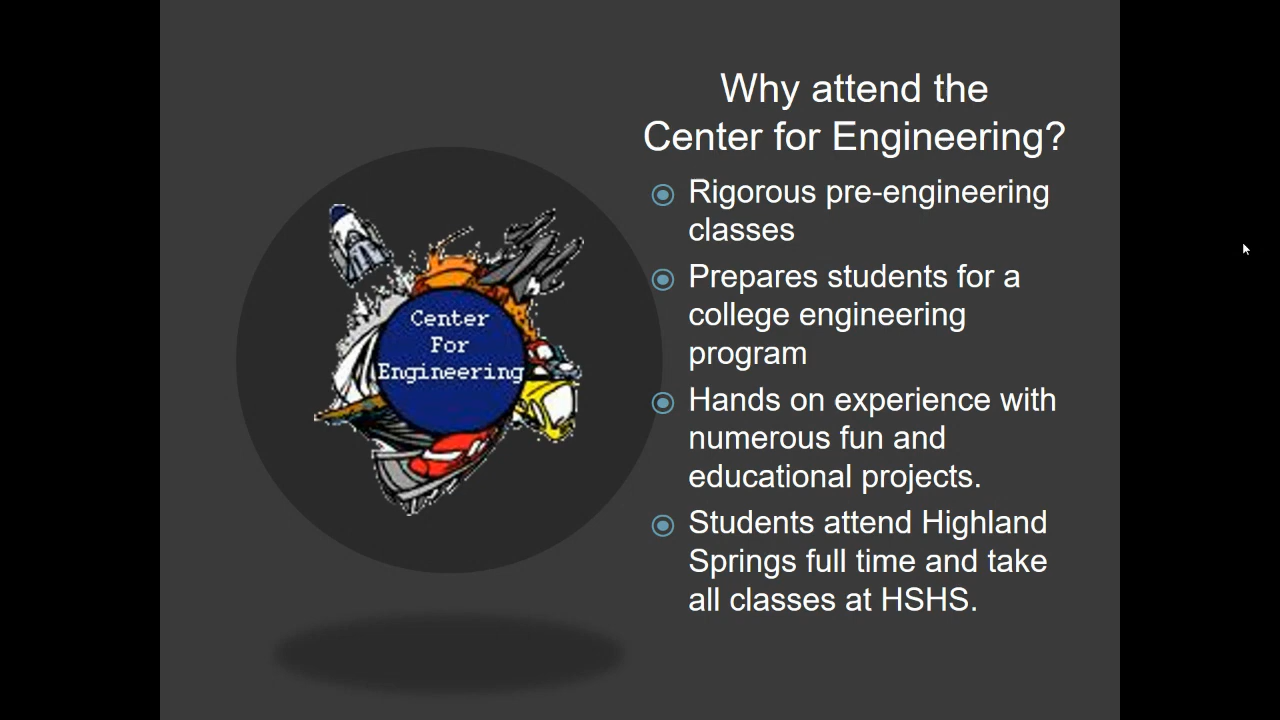 Why attend the
Center for Engineering?
Rigorous pre-engineering
classes
Prepares students for a
college engineering
program
Hands on experience with
numerous fun and
educational projects.
Students attend Highland
Springs full time and take
all classes at HSHS.
Center
For
Engineering